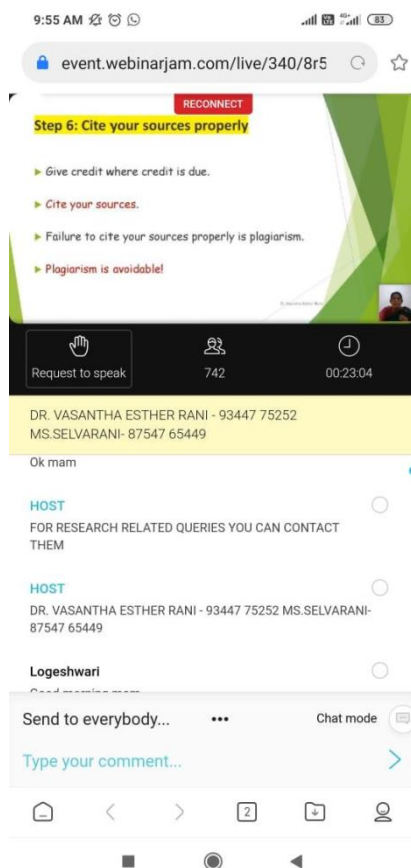 9:55 AM
83
event.webinarjam.com/live/340/8r5
RECONNECT
Step 6: Cite your sources properly
Give credit where credit is due.
Cite your sources.
Failure to cite your sources properly is plagiarism.
Plagiarism is avoidable!
Request to speak
742
00:23:04
DR. VASANTHA ESTHER RANI - 93447 75252
MS.SELVARANI- 87547 65449
Ok mam
HOST
FOR RESEARCH RELATED QUERIES YOU CAN CONTACT
THEM
HOST
DR. VASANTHA ESTHER RANI - 93447 75252 MS.SELVARANI-
87547 65449
Logeshwari
Good morning mam
Send to everybody... •••
Chat mode
Type your comment...
2